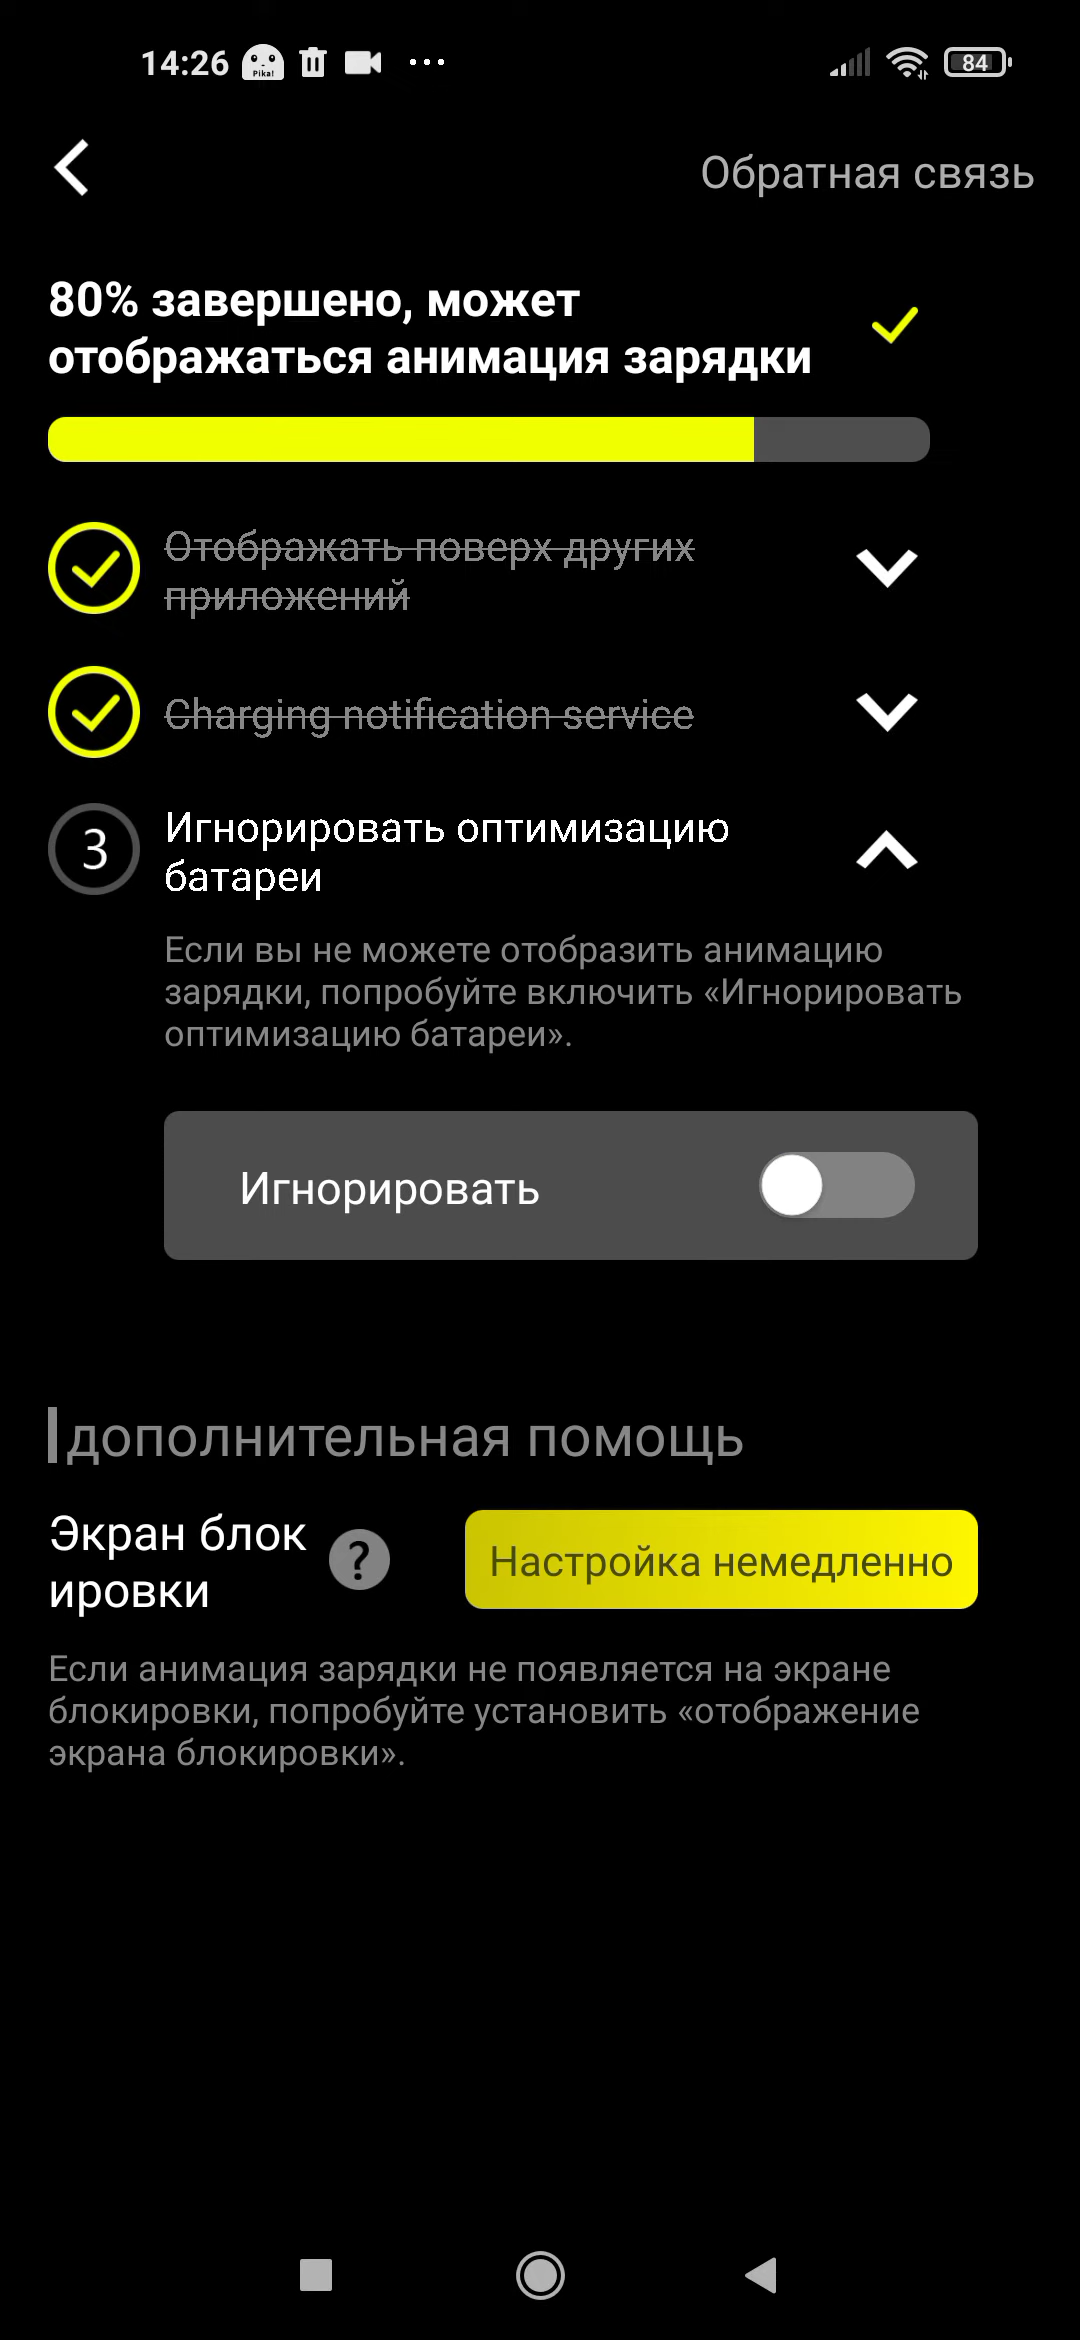 14:26
Pika!
84
Обратная связь
80% завершено, может
отображаться анимация зарядки
Отображать поверх других
приложений
Charging notification service
3
Игнорировать оптимизацию
батареи
Если вы не можете отобразить анимацию
зарядки, попробуйте включить «Игнорировать
оптимизацию батареи».
Игнорировать
дополнительная помощь
Экран блок
ировки
?
Настройка немедленно
Если анимация зарядки не появляется на экране
блокировки, попробуйте установить «отображение
экрана блокировки».